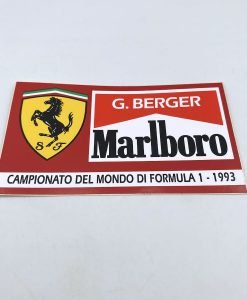 G. BERGER
Marlboro
S F
CAMPIONATO DEL MONDO DI FORMULA 1 - 1993